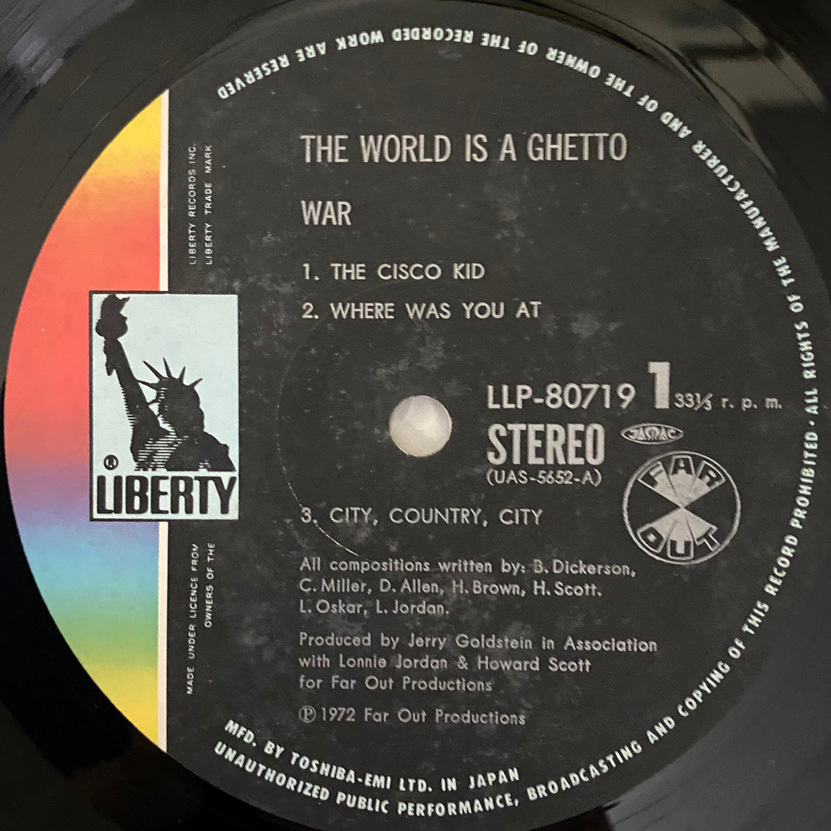 THE WORLD IS A GHETTO
WAR
1. THE CISCO KID
2. WHERE WAS YOU AT
LLP-80719 1 33⅓ r. p. m.
STEREO JASRAC
(UAS-5652-A)
FAR OUT
3. CITY, COUNTRY, CITY
All compositions written by: B. Dickerson,
C. Miller, D. Allen, H. Brown, H. Scott.
L. Oskar, L. Jordan.
Produced by Jerry Goldstein in Association
with Lonnie Jordan & Howard Scott
for Far Out Productions
Ⓟ 1972 Far Out Productions
LIBERTY RECORDS INC.
LIBERTY TRADE MARK
®
LIBERTY
MADE UNDER LICENCE FROM
OWNERS OF THE
MFD. BY TOSHIBA-EMI LTD. IN JAPAN
UNAUTHORIZED PUBLIC PERFORMANCE, BROADCASTING AND COPYING OF THIS RECORD PROHIBITED · ALL RIGHTS OF THE MANUFACTURER AND OF THE OWNER OF THE RECORDED WORK ARE RESERVED